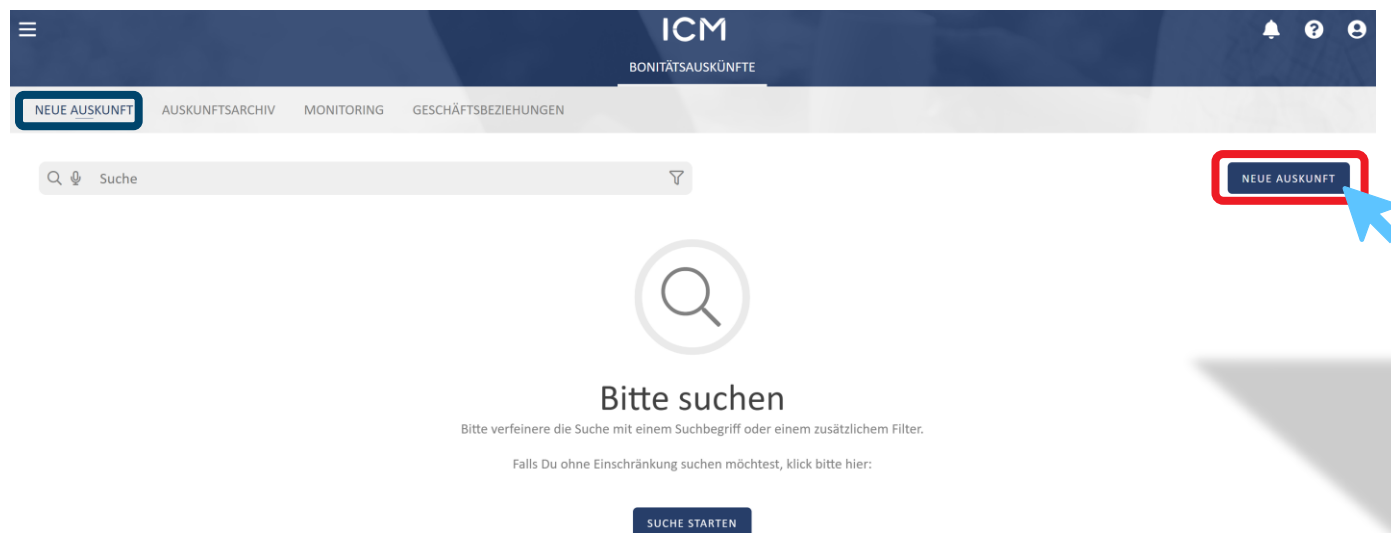 ICM
BONITÄTSAUSKÜNFTE
NEUE AUSKUNFT AUSKUNFTSARCHIV MONITORING GESCHÄFTSBEZIEHUNGEN
Suche
NEUE AUSKUNFT
Bitte suchen
Bitte verfeinere die Suche mit einem Suchbegriff oder einem zusätzlichem Filter.
Falls Du ohne Einschränkung suchen möchtest, klick bitte hier:
SUCHE STARTEN